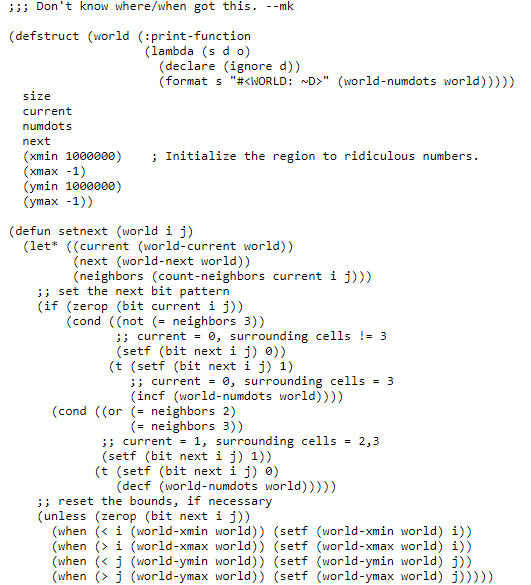 ;;; Don't know where/when got this. --mk

(defstruct (world (:print-function
                   (lambda (s d o)
                     (declare (ignore d))
                     (format s "#<WORLD: ~D>" (world-numdots world)))))
  size
  current
  numdots
  next
  (xmin 1000000)    ; Initialize the region to ridiculous numbers.
  (xmax -1)
  (ymin 1000000)
  (ymax -1))

(defun setnext (world i j)
  (let* ((current (world-current world))
         (next (world-next world))
         (neighbors (count-neighbors current i j)))
    ;; set the next bit pattern
    (if (zerop (bit current i j))
        (cond ((not (= neighbors 3))
               ;; current = 0, surrounding cells != 3
               (setf (bit next i j) 0))
              (t (setf (bit next i j) 1)
                 ;; current = 0, surrounding cells = 3
                 (incf (world-numdots world))))
      (cond ((or (= neighbors 2)
                 (= neighbors 3))
             ;; current = 1, surrounding cells = 2,3
             (setf (bit next i j) 1))
            (t (setf (bit next i j) 0)
               (decf (world-numdots world)))))
    ;; reset the bounds, if necessary
    (unless (zerop (bit next i j))
      (when (< i (world-xmin world)) (setf (world-xmin world) i))
      (when (> i (world-xmax world)) (setf (world-xmax world) i))
      (when (< j (world-ymin world)) (setf (world-ymin world) j))
      (when (> j (world-ymax world)) (setf (world-ymax world) j)))))